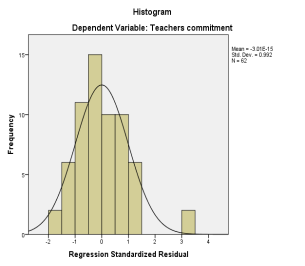 Histogram
Dependent Variable: Teachers commitment
Mean = -3.01E-15
Std. Dev. = 0.992
N = 62
Frequency
15
10
5
0
-2 -1 0 1 2 3 4
Regression Standardized Residual